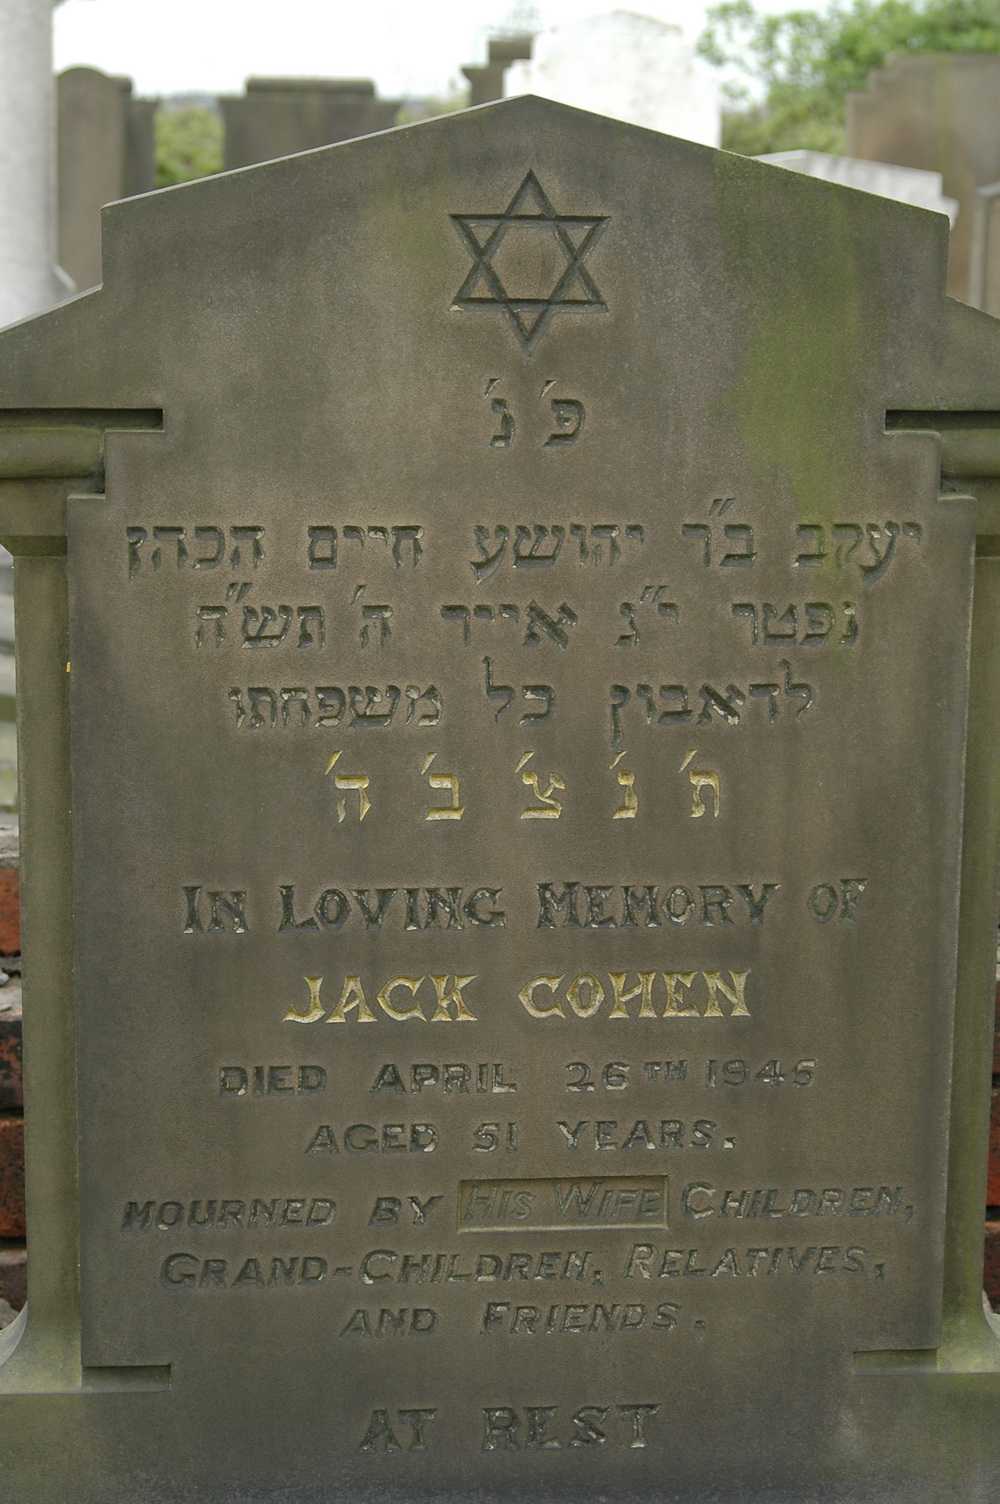 פ׳ נ׳
יעקב ב״ר יהושע חיים הכהן
נפטר י״ג אייר ה׳ תש״ה
לדאבון כל משפחתו
ת׳ נ׳ צ׳ ב׳ ה׳
IN LOVING MEMORY OF
JACK COHEN
DIED APRIL 26TH 1945
AGED 51 YEARS.
MOURNED BY HIS WIFE CHILDREN,
GRAND-CHILDREN, RELATIVES,
AND FRIENDS.
AT REST